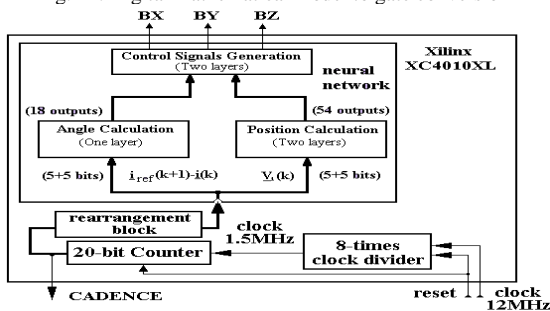 BX BY BZ
Control Signals Generation
(Two layers)
Xilinx
XC4010XL
neural
network
(18 outputs)
(54 outputs)
Angle Calculation
(One layer)
Position Calculation
(Two layers)
(5+5 bits) i ref(k+1)-i(k) V (k) (5+5 bits)
rearrangement
block
clock
1.5MHz
20-bit Counter
8-times
clock divider
CADENCE
reset clock
12MHz